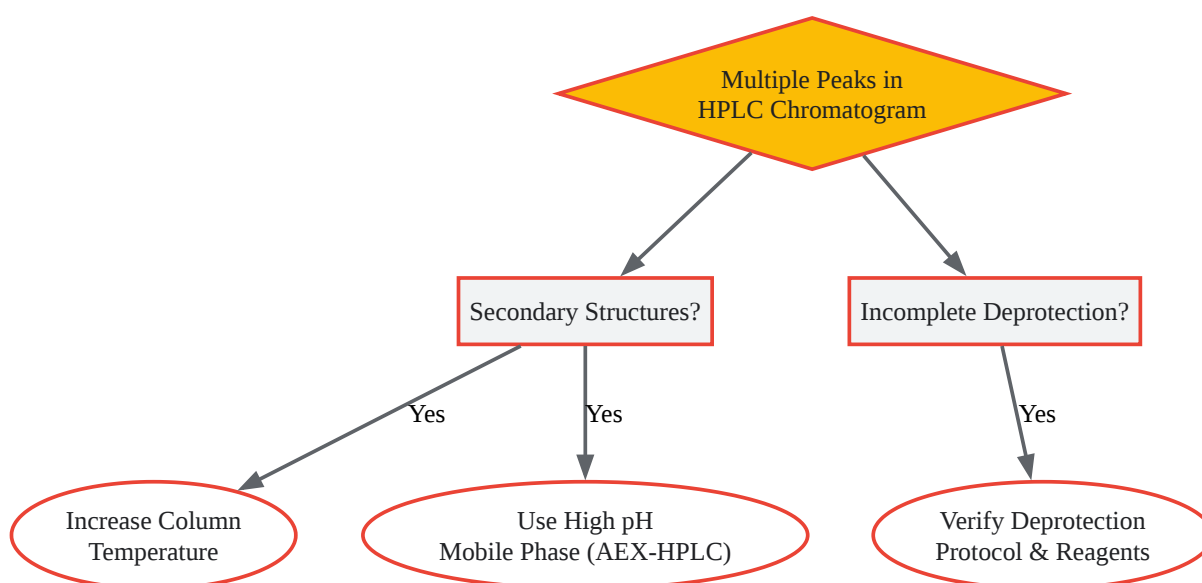 Multiple Peaks in
HPLC Chromatogram
Secondary Structures?
Incomplete Deprotection?
Yes
Yes
Yes
Increase Column
Temperature
Use High pH
Mobile Phase (AEX-HPLC)
Verify Deprotection
Protocol & Reagents